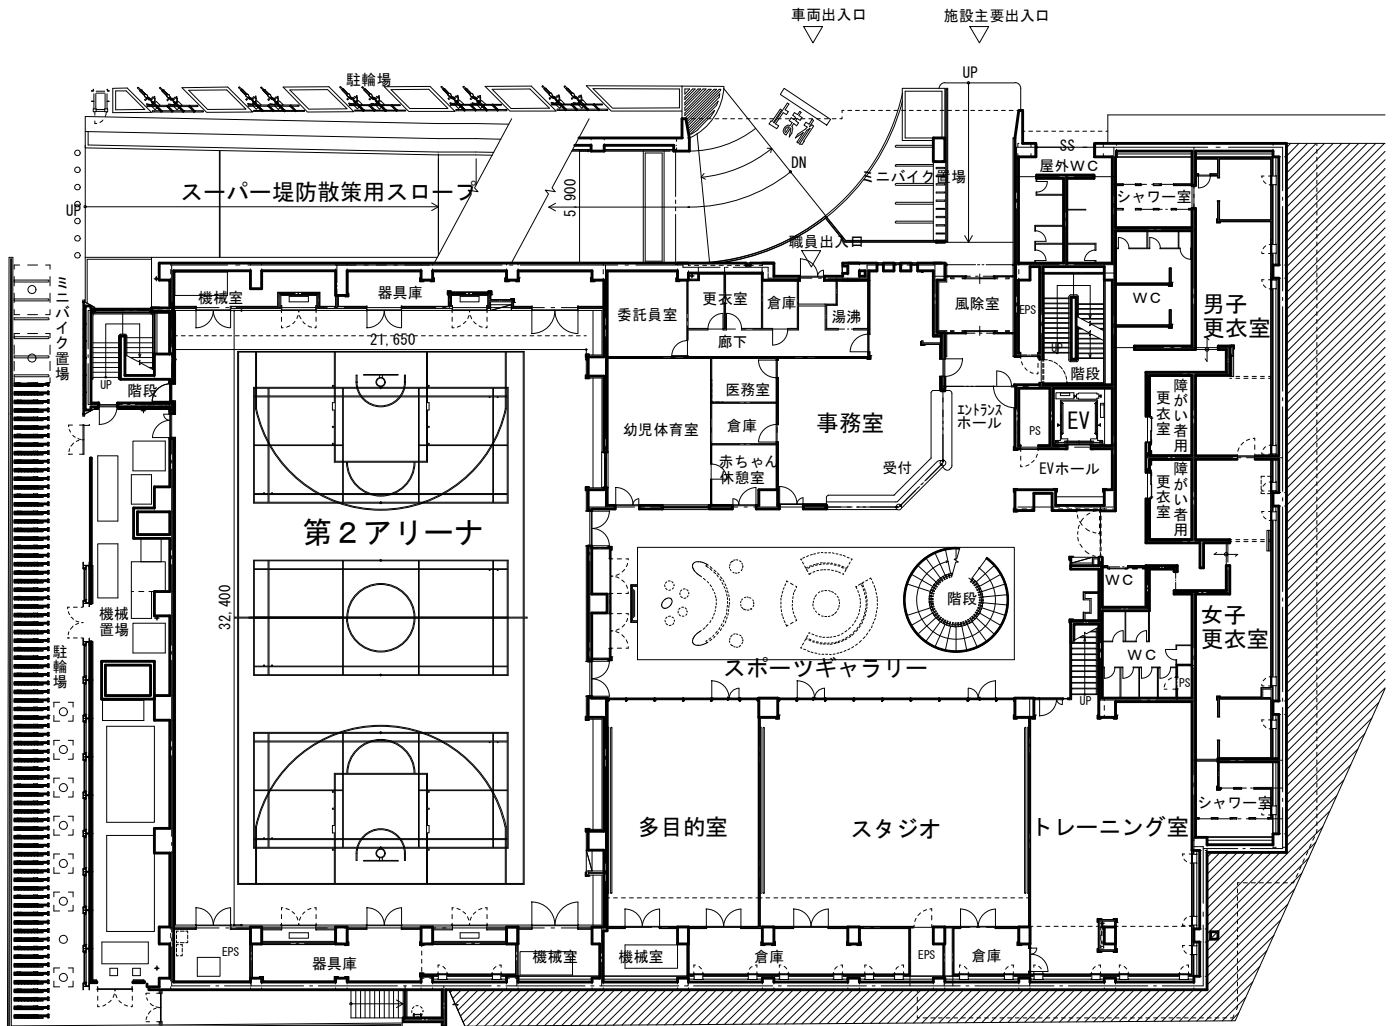 車両出入口
施設主要出入口
UP
駐輪場
止まれ
DN
SS
屋外WC
スーパー堤防散策用スロープ
5,900
ミニバイク置場
シャワー室
UP
職員出入口
ミニバイク置場
機械室
器具庫
委託員室
更衣室
倉庫
湯沸
風除室
EPS
WC
男子
更衣室
21,650
廊下
UP
階段
UP
階段
医務室
幼児体育室
倉庫
事務室
エントランス
ホール
PS
EV
障がい者用
更衣室
赤ちゃん
休憩室
受付
EVホール
障がい者用
更衣室
第2アリーナ
32,400
機械
置場
階段
WC
女子
更衣室
駐輪場
スポーツギャラリー
WC
PS
UP
多目的室
スタジオ
トレーニング室
シャワー室
EPS
器具庫
機械室
機械室
倉庫
EPS
倉庫